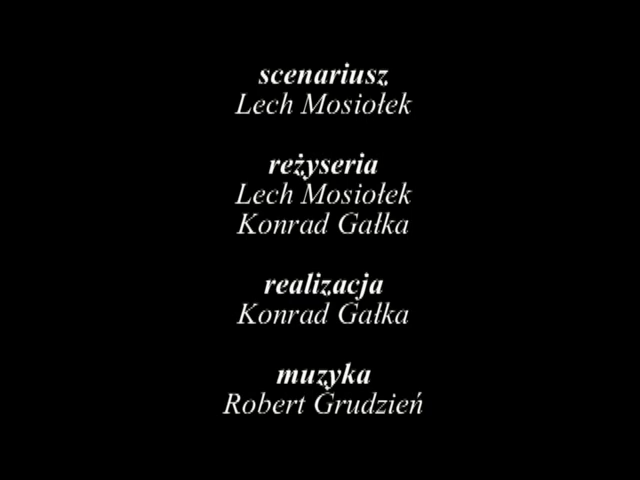 scenariusz
Lech Mosiołek
reżyseria
Lech Mosiołek
Konrad Gałka
realizacja
Konrad Gałka
muzyka
Robert Grudzień